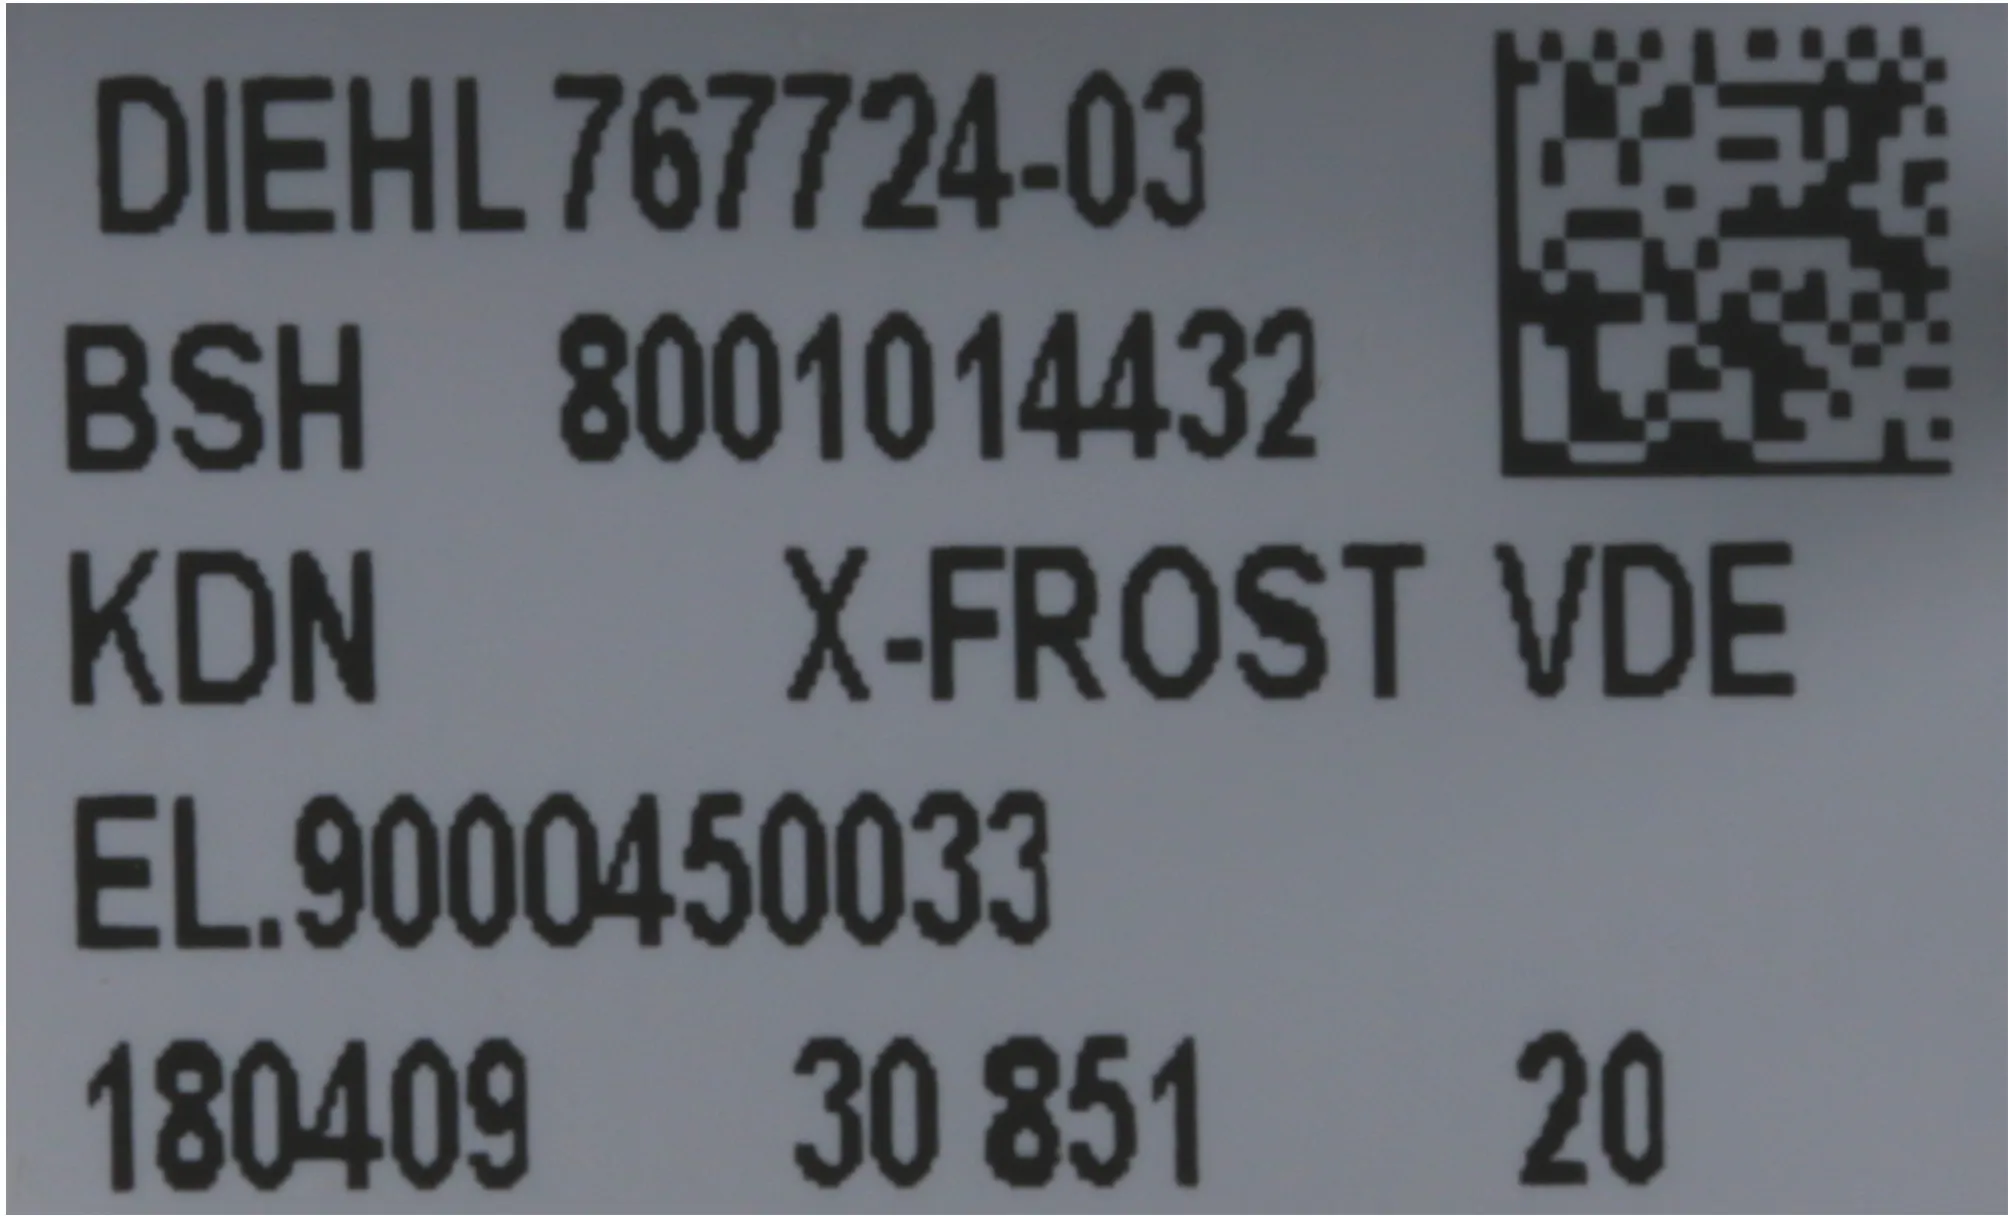 DIEHL 767724-03
BSH 8001014432
KDN X-FROST VDE
EL.9000450033
180409 30 851 20